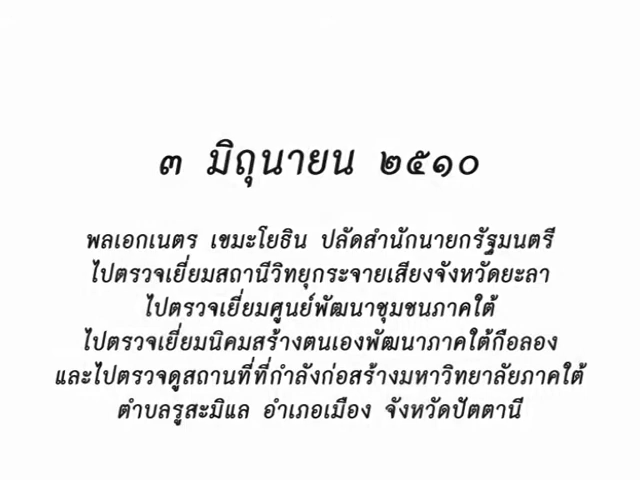 ๓ มิถุนายน ๒๕๑๐
พลเอกเนตร เขมะโยธิน ปลัดสำนักนายกรัฐมนตรี
ไปตรวจเยี่ยมสถานีวิทยุกระจายเสียงจังหวัดยะลา
ไปตรวจเยี่ยมศูนย์พัฒนาชุมชนภาคใต้
ไปตรวจเยี่ยมนิคมสร้างตนเองพัฒนาภาคใต้กือลอง
และไปตรวจดูสถานที่ที่กำลังก่อสร้างมหาวิทยาลัยภาคใต้
ตำบลรูสะมิแล อำเภอเมือง จังหวัดปัตตานี